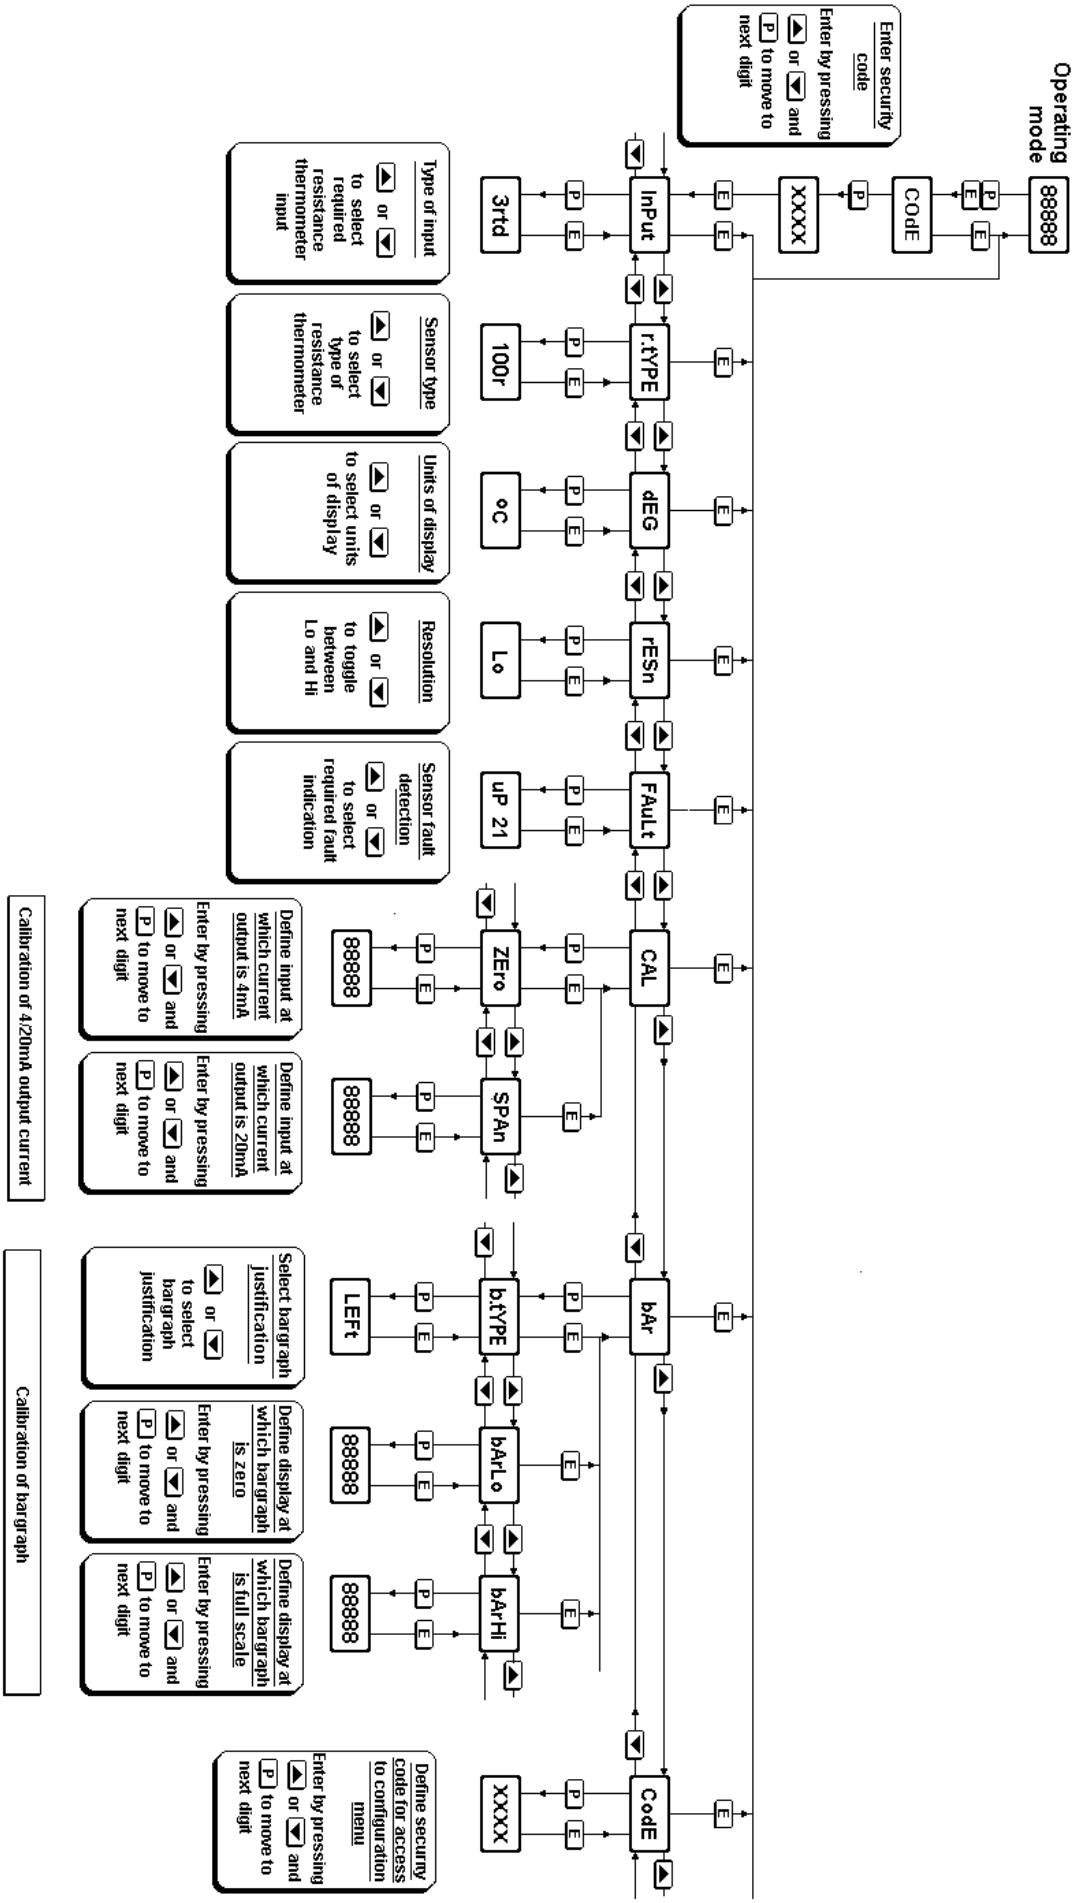 Operating
mode
88888
P
E
E
COdE
P
XXXX
Enter security
code
Enter by pressing
▲ or ▼ and
P to move to
next digit
E
E
E
E
E
E
E
E
E
▼
InPut
▲
▼
r.tYPE
▲
▼
dEG
▲
▼
rESn
▲
▼
FAuLt
▲
▼
CAL
▲
▼
bAr
▲
▼
CodE
▲
P
E
P
E
P
E
P
E
P
E
P
E
E
P
E
E
E
P
E
3rtd
100r
ºC
Lo
uP 21
▼
ZEro
▲
▼
SPAn
▲
▼
b.tYPE
▲
▼
bArLo
▲
▼
bArHi
▲
XXXX
P
E
P
E
P
E
P
E
P
E
88888
88888
LEFt
88888
88888
Type of input
▲ or ▼
to select
required
resistance
thermometer
input
Sensor type
▲ or ▼
to select
type of
resistance
thermometer
Units of display
▲ or ▼
to select units
of display
Resolution
▲ or ▼
to toggle
between
Lo and Hi
Sensor fault
detection
▲ or ▼
to select
required fault
indication
Define input at
which current
output is 4mA
Enter by pressing
▲ or ▼ and
P to move to
next digit
Define input at
which current
output is 20mA
Enter by pressing
▲ or ▼ and
P to move to
next digit
Select bargraph
justification
▲ or ▼
to select
bargraph
justification
Define display at
which bargraph
is zero
Enter by pressing
▲ or ▼ and
P to move to
next digit
Define display at
which bargraph
is full scale
Enter by pressing
▲ or ▼ and
P to move to
next digit
Define security
code for access
to configuration
menu
Enter by pressing
▲ or ▼ and
P to move to
next digit
Calibration of 4/20mA output current
Calibration of bargraph